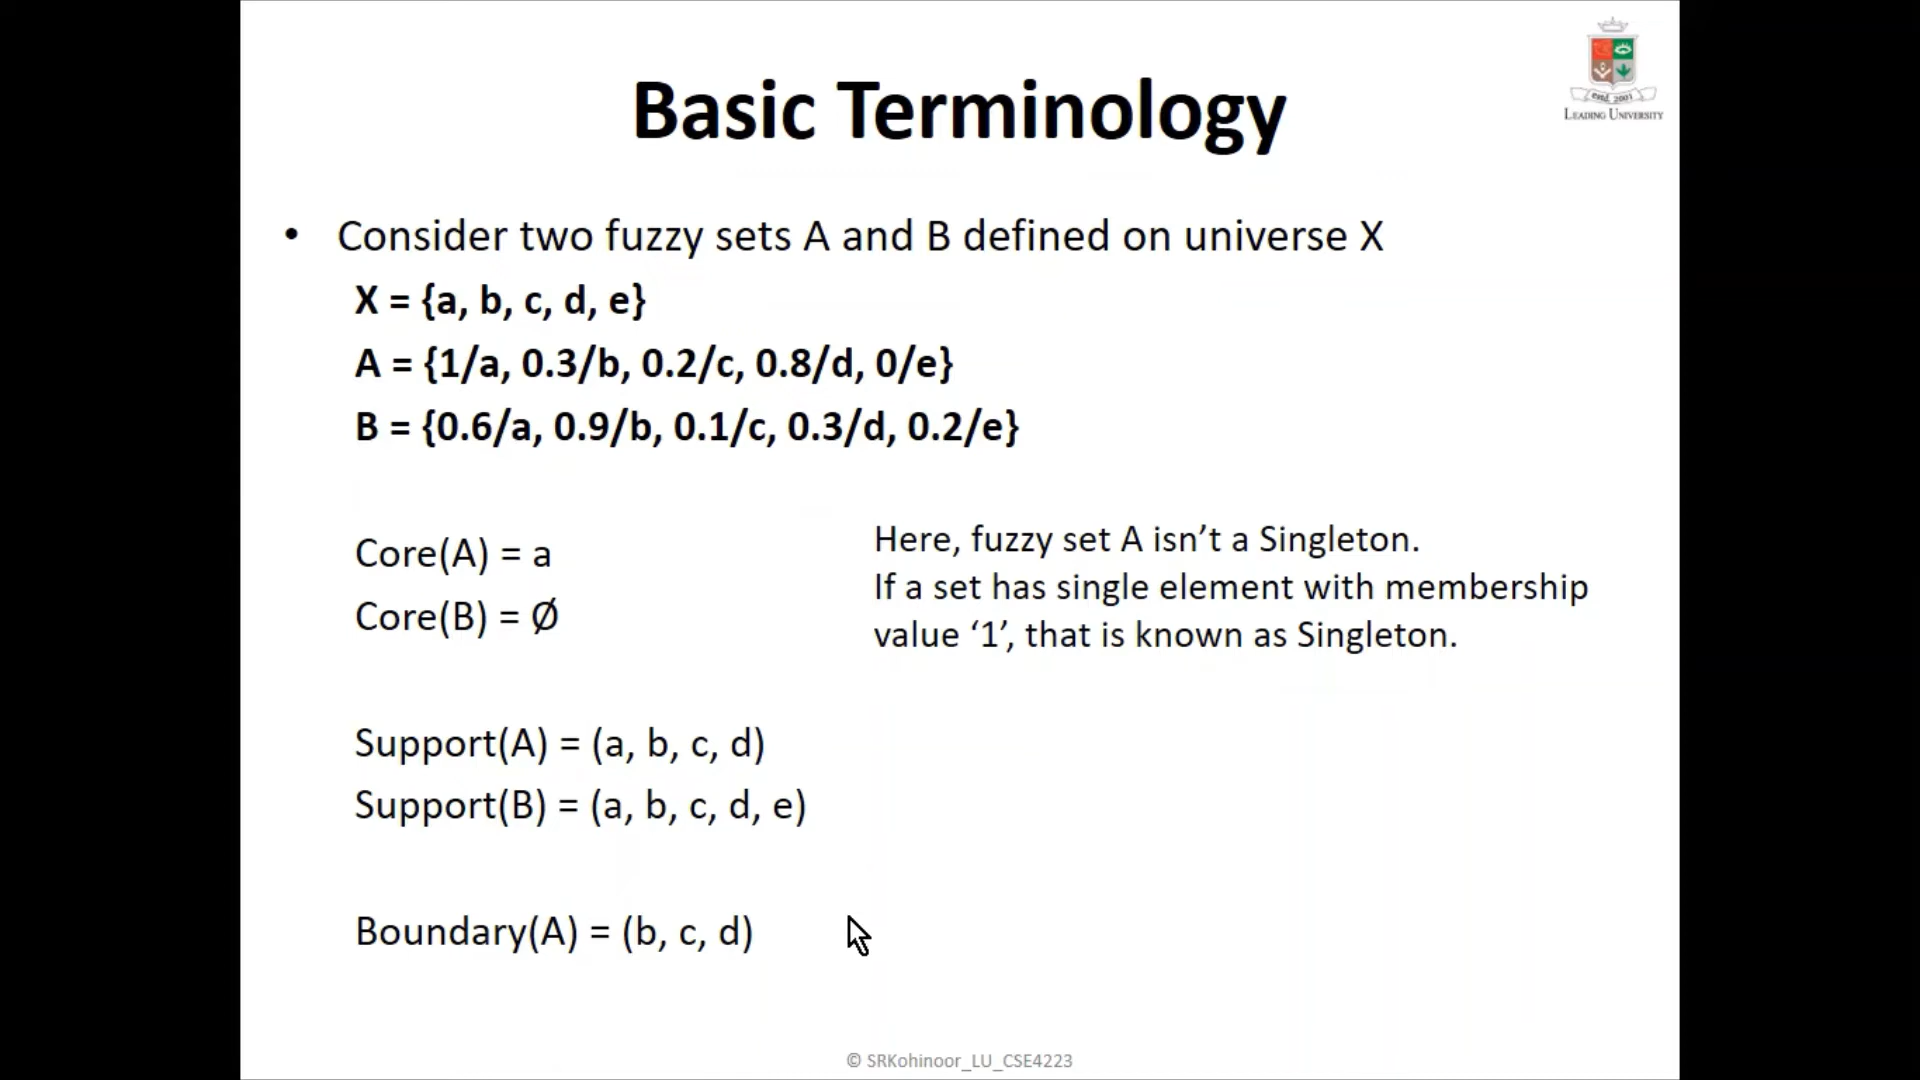 Basic Terminology
estd. 2001
LEADING UNIVERSITY
• Consider two fuzzy sets A and B defined on universe X
X = {a, b, c, d, e}
A = {1/a, 0.3/b, 0.2/c, 0.8/d, 0/e}
B = {0.6/a, 0.9/b, 0.1/c, 0.3/d, 0.2/e}
Core(A) = a
Core(B) = Ø
Here, fuzzy set A isn’t a Singleton.
If a set has single element with membership
value ‘1’, that is known as Singleton.
Support(A) = (a, b, c, d)
Support(B) = (a, b, c, d, e)
Boundary(A) = (b, c, d)
© SRKohinoor_LU_CSE4223